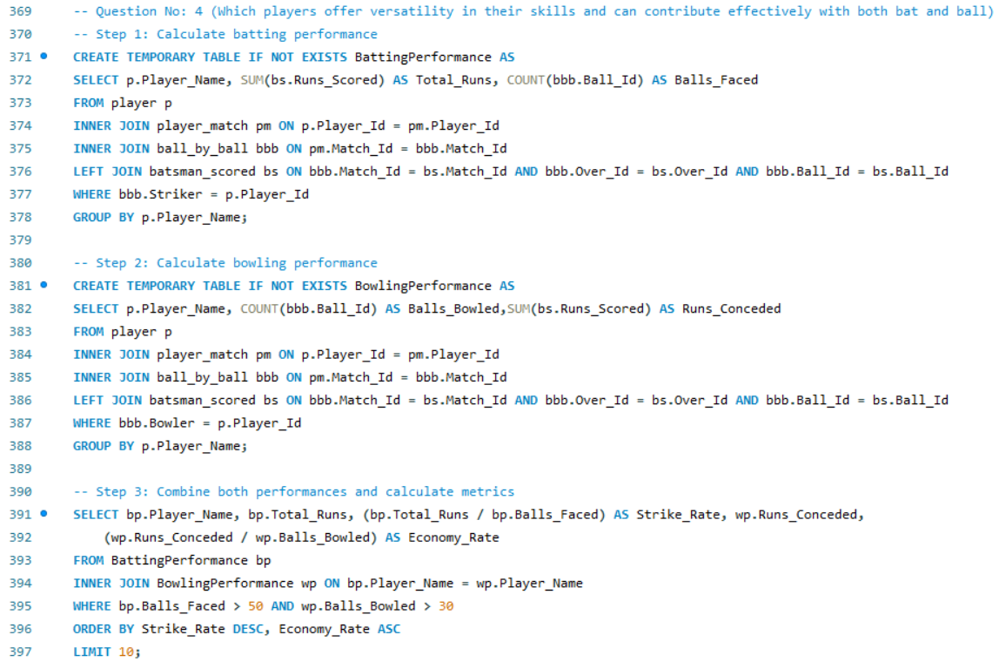 369 -- Question No: 4 (Which players offer versatility in their skills and can contribute effectively with both bat and ball)
370 -- Step 1: Calculate batting performance
371 CREATE TEMPORARY TABLE IF NOT EXISTS BattingPerformance AS
372 SELECT p.Player_Name, SUM(bs.Runs_Scored) AS Total_Runs, COUNT(bbb.Ball_Id) AS Balls_Faced
373 FROM player p
374 INNER JOIN player_match pm ON p.Player_Id = pm.Player_Id
375 INNER JOIN ball_by_ball bbb ON pm.Match_Id = bbb.Match_Id
376 LEFT JOIN batsman_scored bs ON bbb.Match_Id = bs.Match_Id AND bbb.Over_Id = bs.Over_Id AND bbb.Ball_Id = bs.Ball_Id
377 WHERE bbb.Striker = p.Player_Id
378 GROUP BY p.Player_Name;
379
380 -- Step 2: Calculate bowling performance
381 CREATE TEMPORARY TABLE IF NOT EXISTS BowlingPerformance AS
382 SELECT p.Player_Name, COUNT(bbb.Ball_Id) AS Balls_Bowled,SUM(bs.Runs_Scored) AS Runs_Conceded
383 FROM player p
384 INNER JOIN player_match pm ON p.Player_Id = pm.Player_Id
385 INNER JOIN ball_by_ball bbb ON pm.Match_Id = bbb.Match_Id
386 LEFT JOIN batsman_scored bs ON bbb.Match_Id = bs.Match_Id AND bbb.Over_Id = bs.Over_Id AND bbb.Ball_Id = bs.Ball_Id
387 WHERE bbb.Bowler = p.Player_Id
388 GROUP BY p.Player_Name;
389
390 -- Step 3: Combine both performances and calculate metrics
391 SELECT bp.Player_Name, bp.Total_Runs, (bp.Total_Runs / bp.Balls_Faced) AS Strike_Rate, wp.Runs_Conceded,
392 (wp.Runs_Conceded / wp.Balls_Bowled) AS Economy_Rate
393 FROM BattingPerformance bp
394 INNER JOIN BowlingPerformance wp ON bp.Player_Name = wp.Player_Name
395 WHERE bp.Balls_Faced > 50 AND wp.Balls_Bowled > 30
396 ORDER BY Strike_Rate DESC, Economy_Rate ASC
397 LIMIT 10;